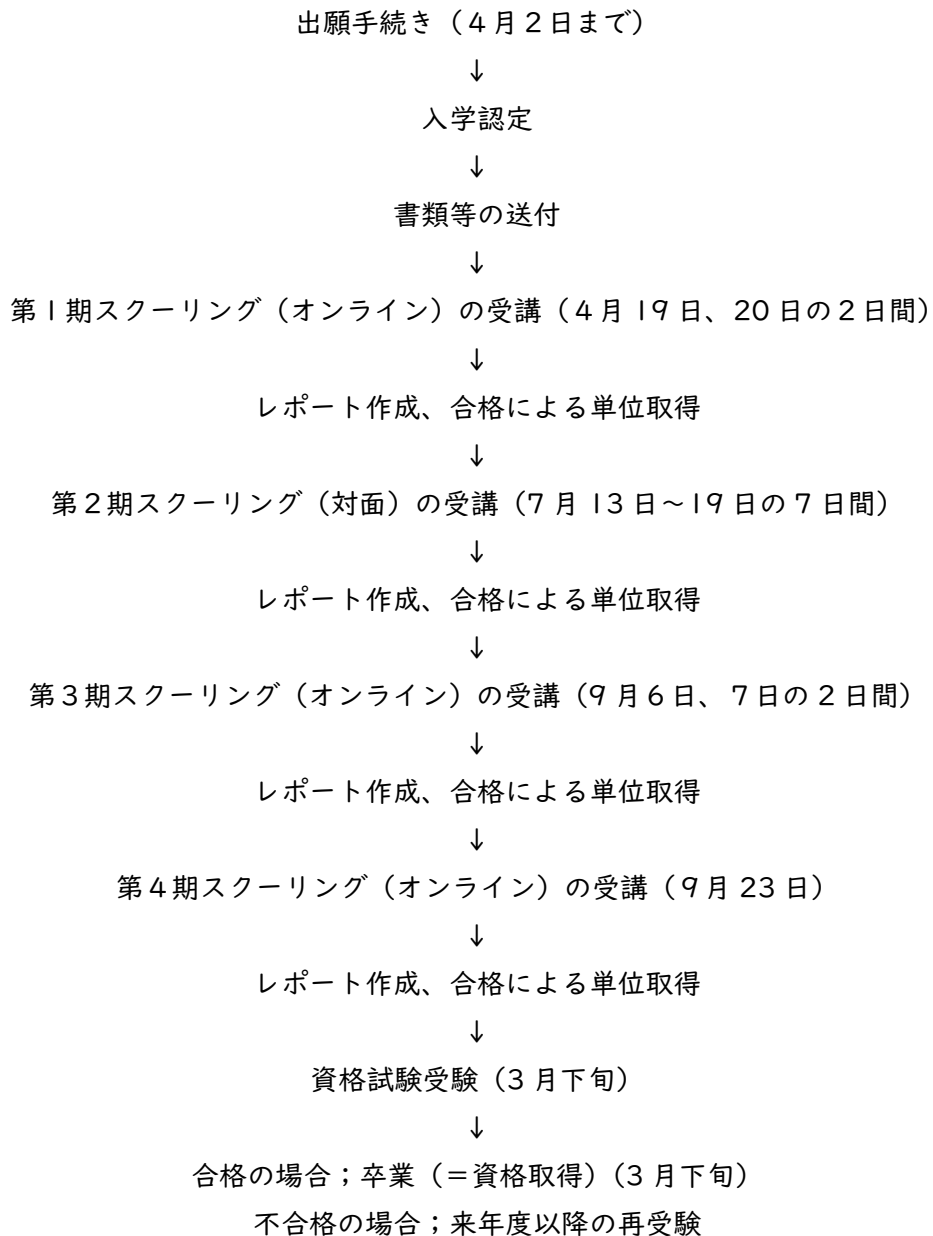 出願手続き（４月２日まで）
↓
入学認定
↓
書類等の送付
↓
第１期スクーリング（オンライン）の受講（４月19日、20日の２日間）
↓
レポート作成、合格による単位取得
↓
第２期スクーリング（対面）の受講（７月13日～19日の７日間）
↓
レポート作成、合格による単位取得
↓
第３期スクーリング（オンライン）の受講（９月６日、７日の２日間）
↓
レポート作成、合格による単位取得
↓
第４期スクーリング（オンライン）の受講（９月23日）
↓
レポート作成、合格による単位取得
↓
資格試験受験（３月下旬）
↓
合格の場合；卒業（＝資格取得）（３月下旬）
不合格の場合；来年度以降の再受験